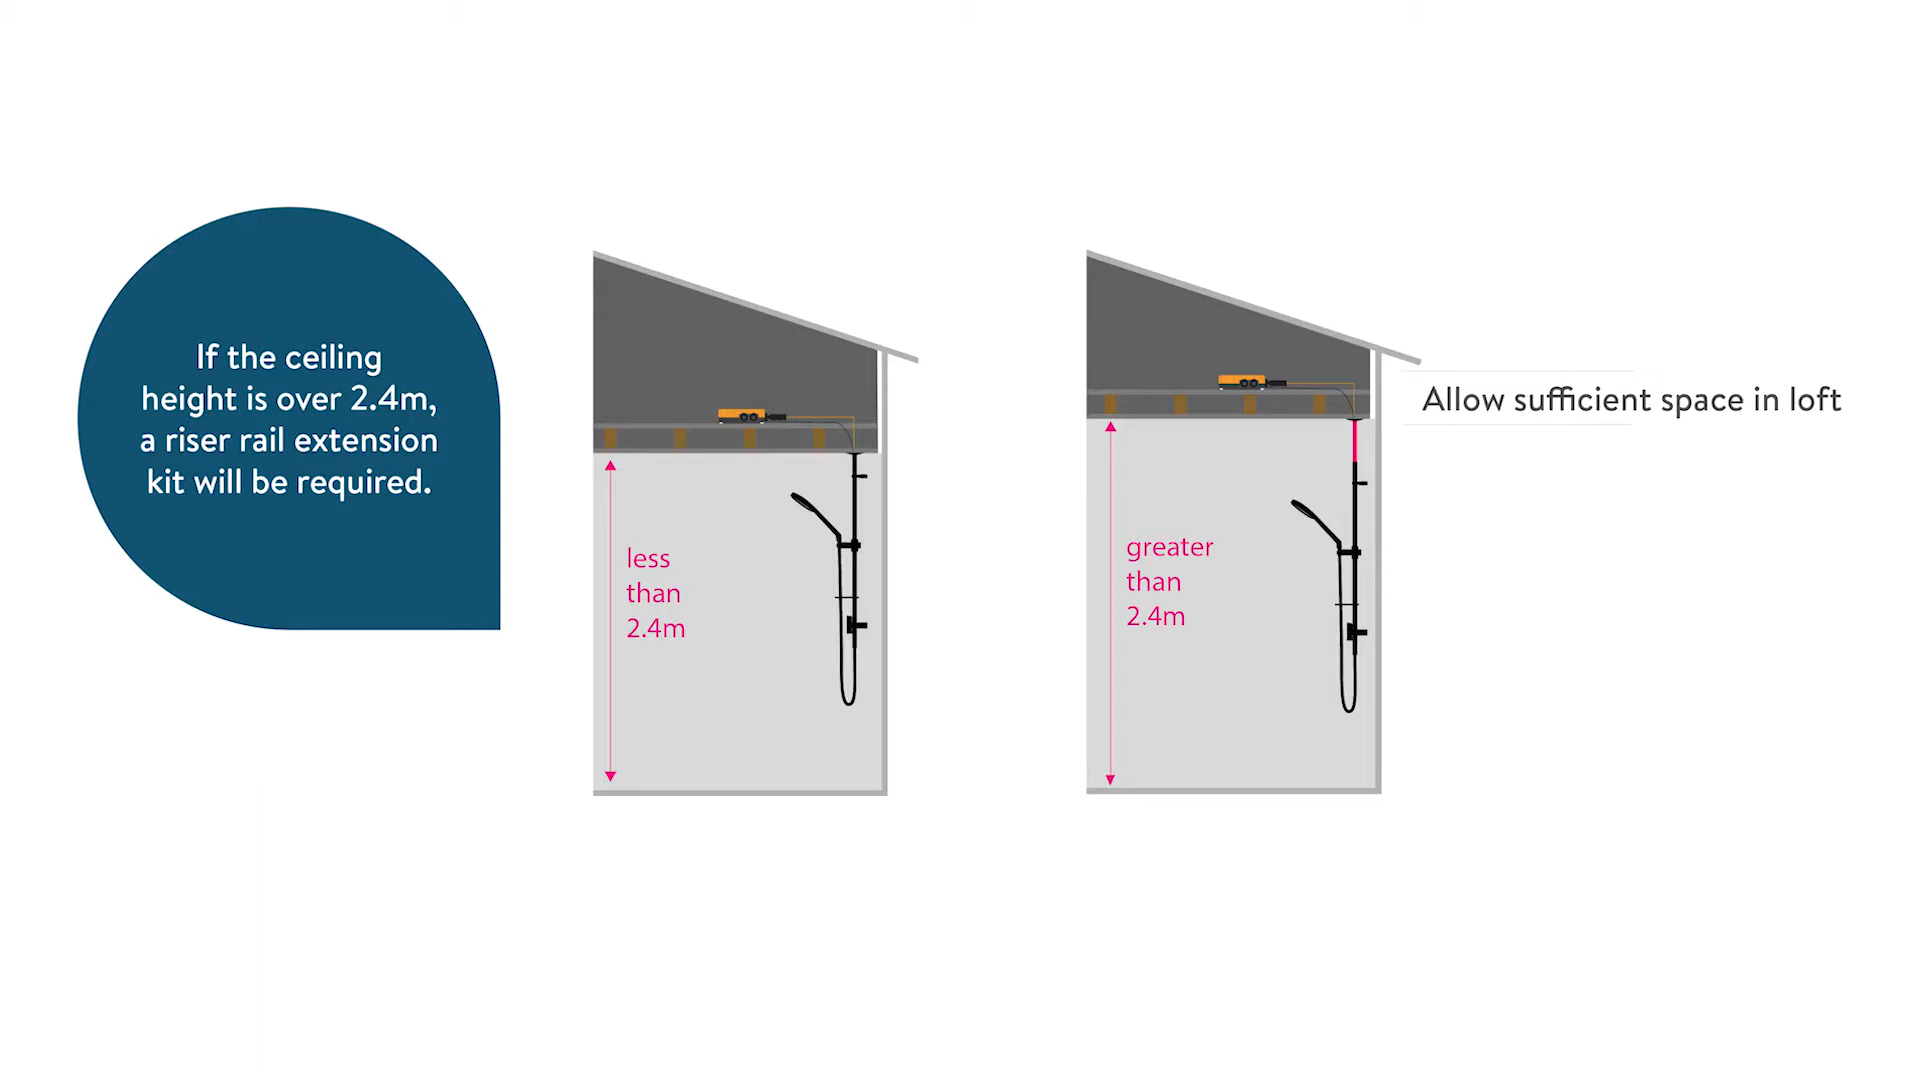 If the ceiling
height is over 2.4m,
a riser rail extension
kit will be required.
less
than
2.4m
greater
than
2.4m
Allow sufficient space in loft